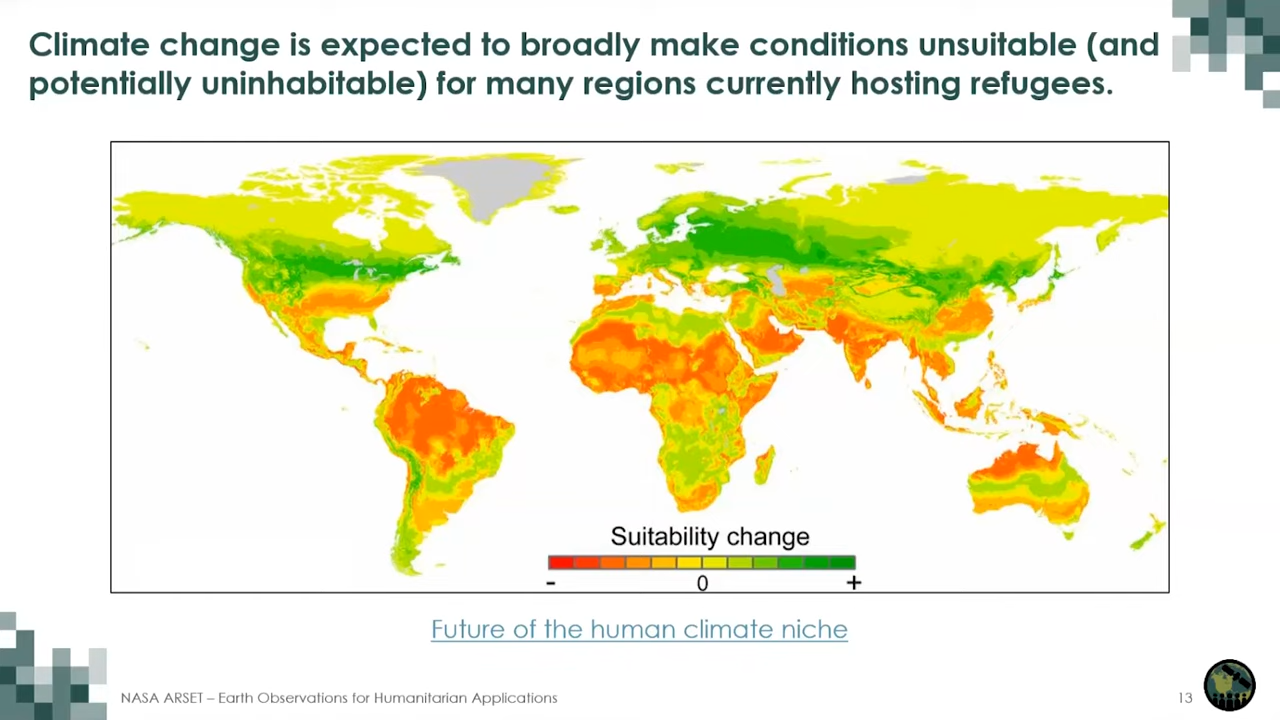 Climate change is expected to broadly make conditions unsuitable (and
potentially uninhabitable) for many regions currently hosting refugees.
Suitability change
- 0 +
Future of the human climate niche
NASA ARSET – Earth Observations for Humanitarian Applications
13